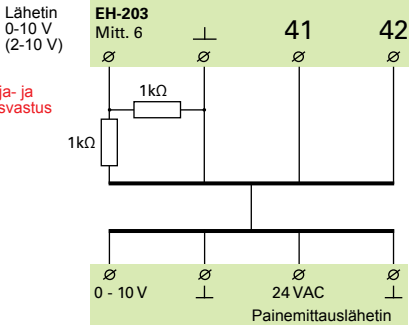 Lähetin
0-10 V
(2-10 V)
ja- ja
svastus
EH-203
Mitt. 6 ⊥ 41 42
1kΩ
1kΩ
0 - 10 V ⊥ 24 VAC ⊥
Painemittauslähetin